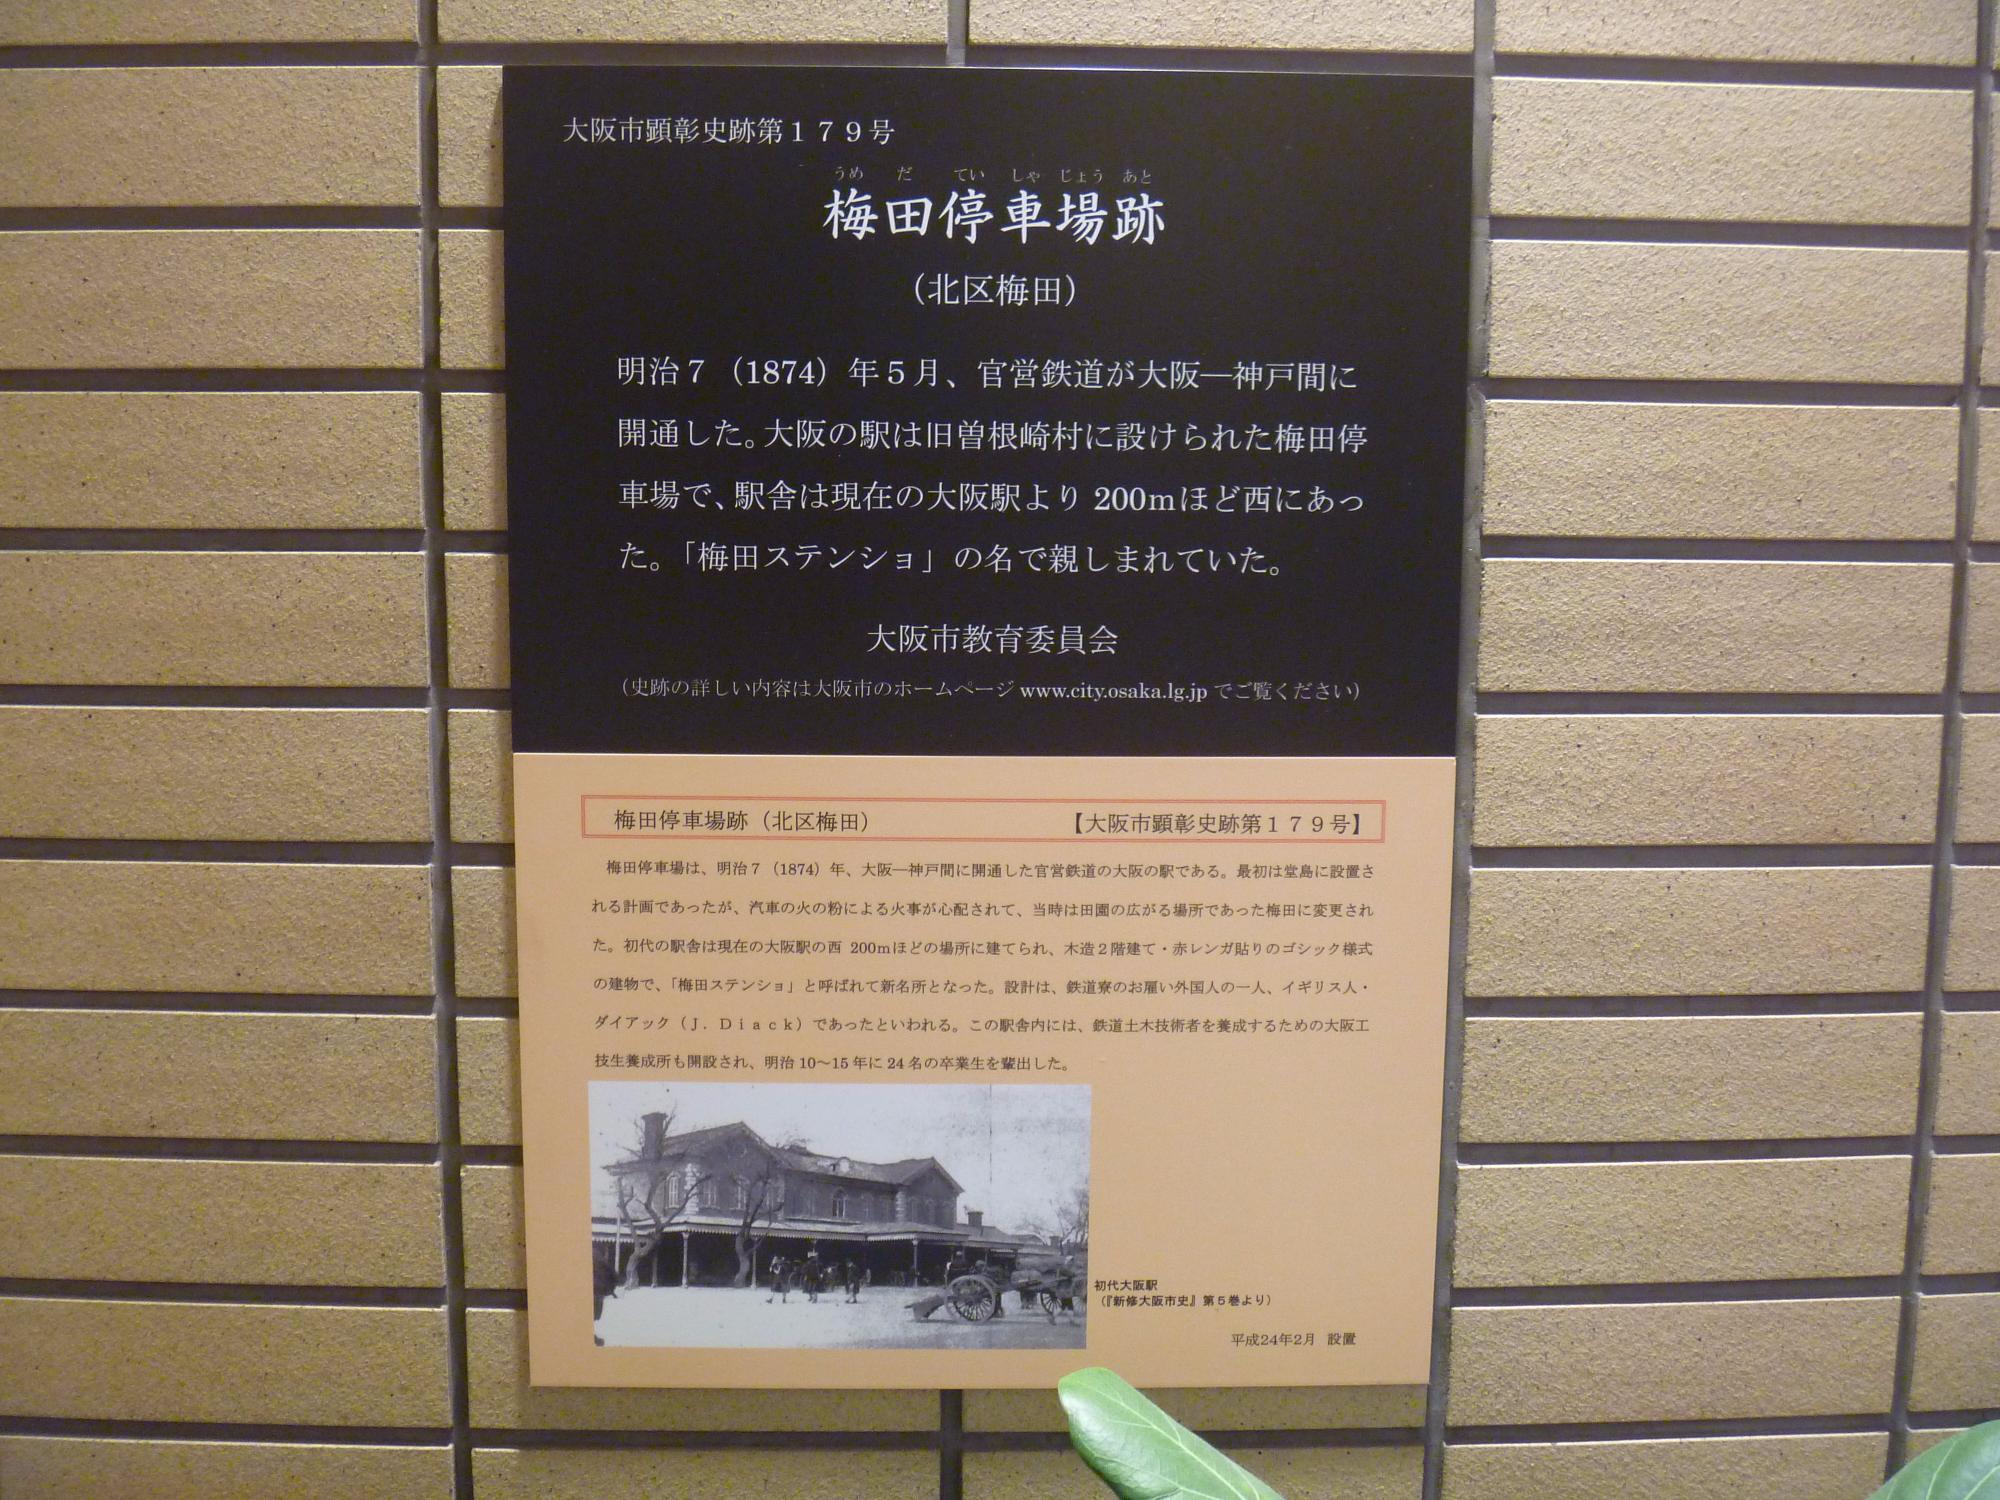 大阪市顕彰史跡第１７９号
うめ だ てい しゃ じょう あと
梅田停車場跡
（北区梅田）
明治７（1874）年５月、官営鉄道が大阪―神戸間に
開通した。大阪の駅は旧曽根崎村に設けられた梅田停
車場で、駅舎は現在の大阪駅より 200mほど西にあっ
た。「梅田ステンショ」の名で親しまれていた。
大阪市教育委員会
（史跡の詳しい内容は大阪市のホームページ www.city.osaka.lg.jp でご覧ください）
梅田停車場跡（北区梅田） 【大阪市顕彰史跡第１７９号】
梅田停車場は、明治７（1874）年、大阪―神戸間に開通した官営鉄道の大阪の駅である。最初は堂島に設置さ
れる計画であったが、汽車の火の粉による火事が心配されて、当時は田園の広がる場所であった梅田に変更され
た。初代の駅舎は現在の大阪駅の西 200mほどの場所に建てられ、木造２階建て・赤レンガ貼りのゴシック様式
の建物で、「梅田ステンショ」と呼ばれて新名所となった。設計は、鉄道寮のお雇い外国人の一人、イギリス人・
ダイアック（Ｊ．Ｄｉａｃｋ）であったといわれる。この駅舎内には、鉄道土木技術者を養成するための大阪工
技生養成所も開設され、明治 10～15 年に 24 名の卒業生を輩出した。
初代大阪駅
（『新修大阪市史』第５巻より）
平成24年2月 設置